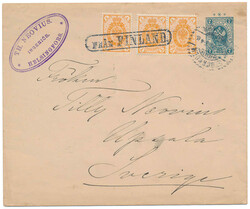 TH. NEOVIUS.
HELSINGFORS
FRÅN FINLAND.
Fröken
Tilly Neovius
Upsala
Sverige